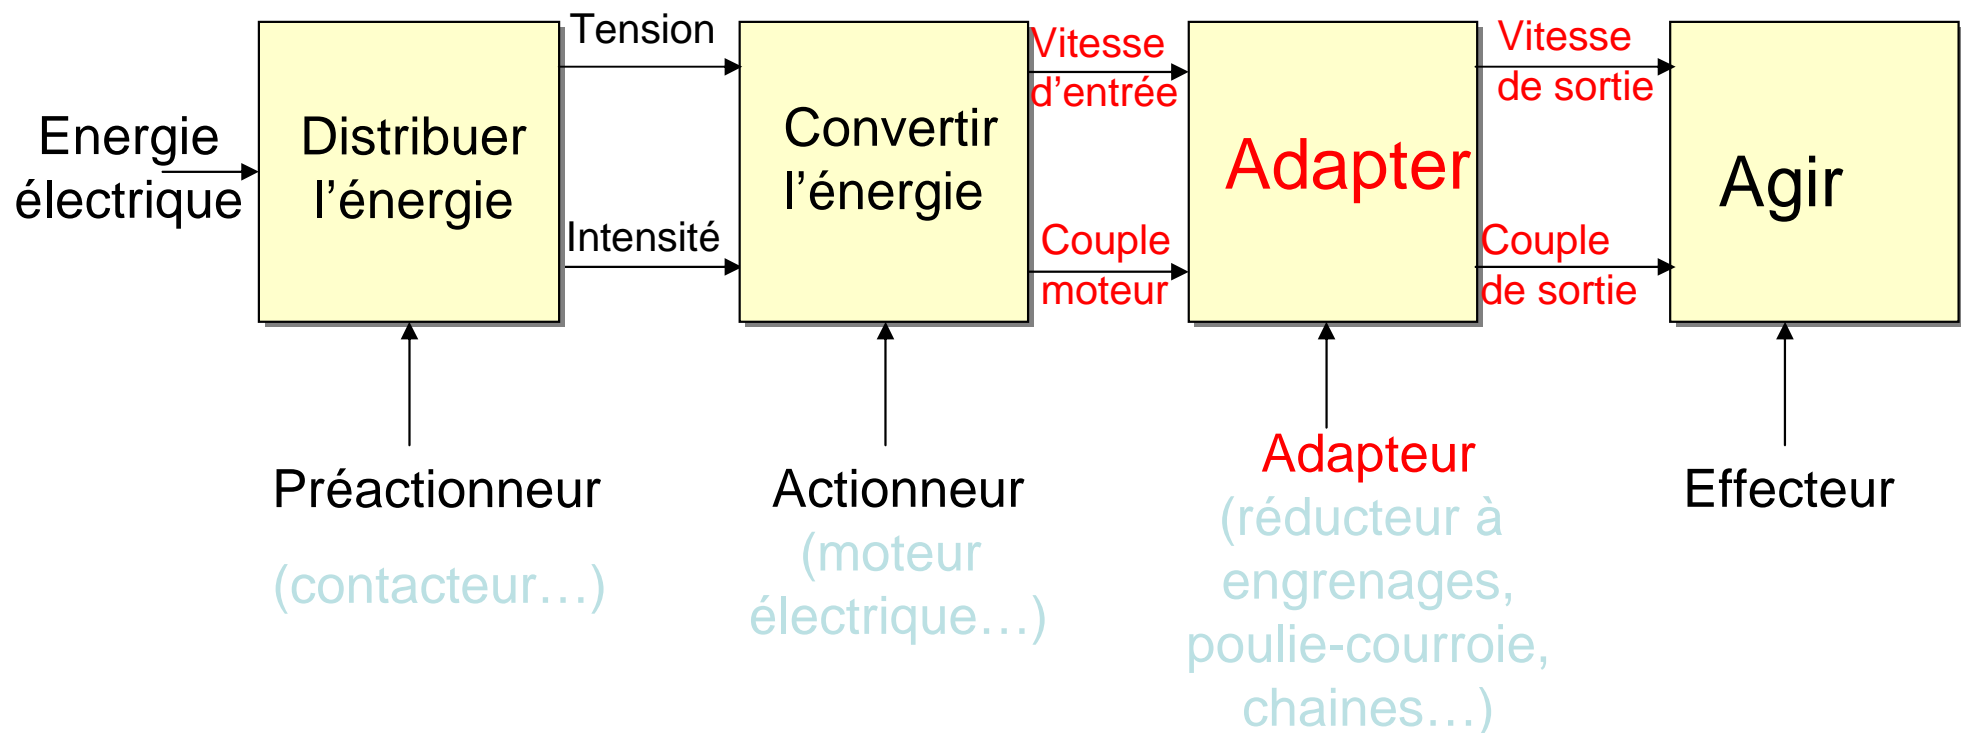 Energie
électrique
Distribuer
l’énergie
Tension
Intensité
Convertir
l’énergie
Vitesse
d’entrée
Couple
moteur
Adapter
Vitesse
de sortie
Couple
de sortie
Agir
Préactionneur
(contacteur…)
Actionneur
(moteur
électrique…)
Adapteur
(réducteur à
engrenages,
poulie-courroie,
chaines…)
Effecteur